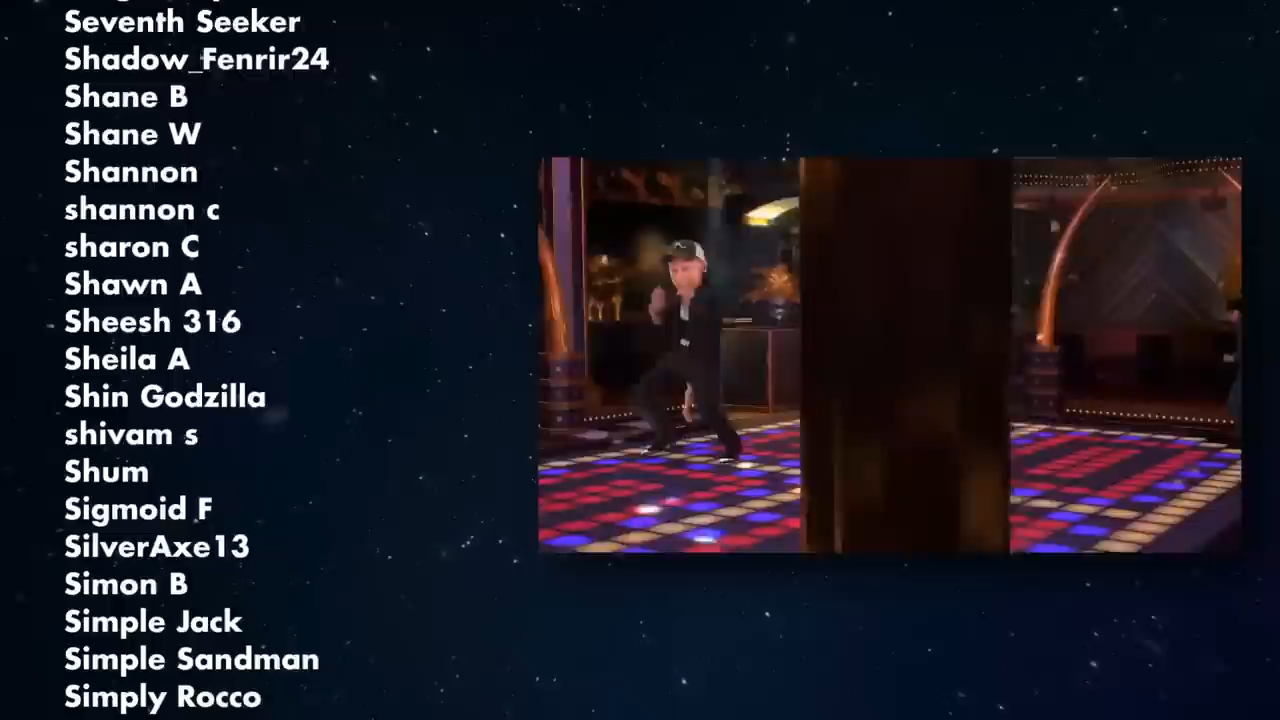 Seventh Seeker
Shadow_Fenrir24
Shane B
Shane W
Shannon
shannon c
sharon C
Shawn A
Sheesh 316
Sheila A
Shin Godzilla
shivam s
Shum
Sigmoid F
SilverAxe13
Simon B
Simple Jack
Simple Sandman
Simply Rocco